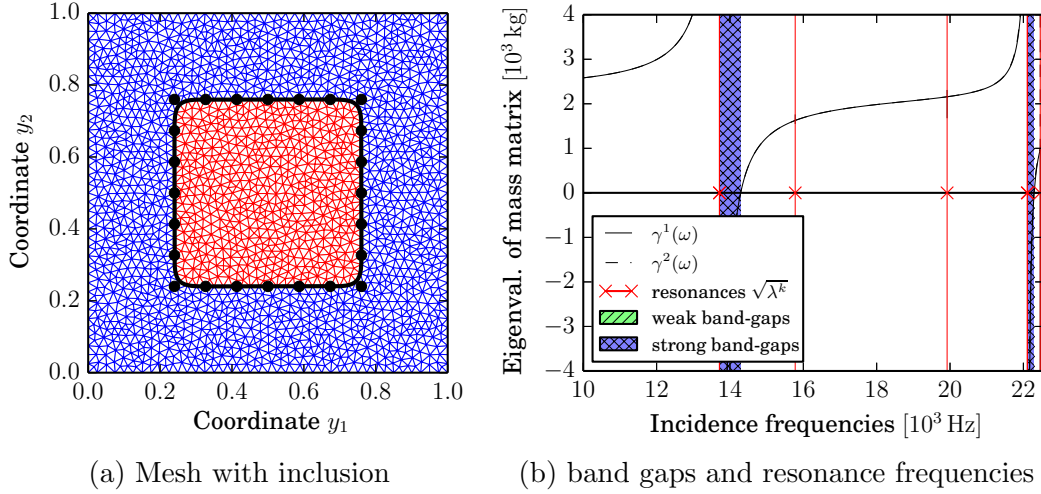 1.0
0.8
0.6
0.4
0.2
0.0
Coordinate y₂
0.0 0.2 0.4 0.6 0.8 1.0
Coordinate y₁
(a) Mesh with inclusion
4
3
2
1
0
−1
−2
−3
−4
Eigenval. of mass matrix [10³ kg]
γ¹(ω)
γ²(ω)
resonances √λᵏ
weak band-gaps
strong band-gaps
10 12 14 16 18 20 22
Incidence frequencies [10³ Hz]
(b) band gaps and resonance frequencies